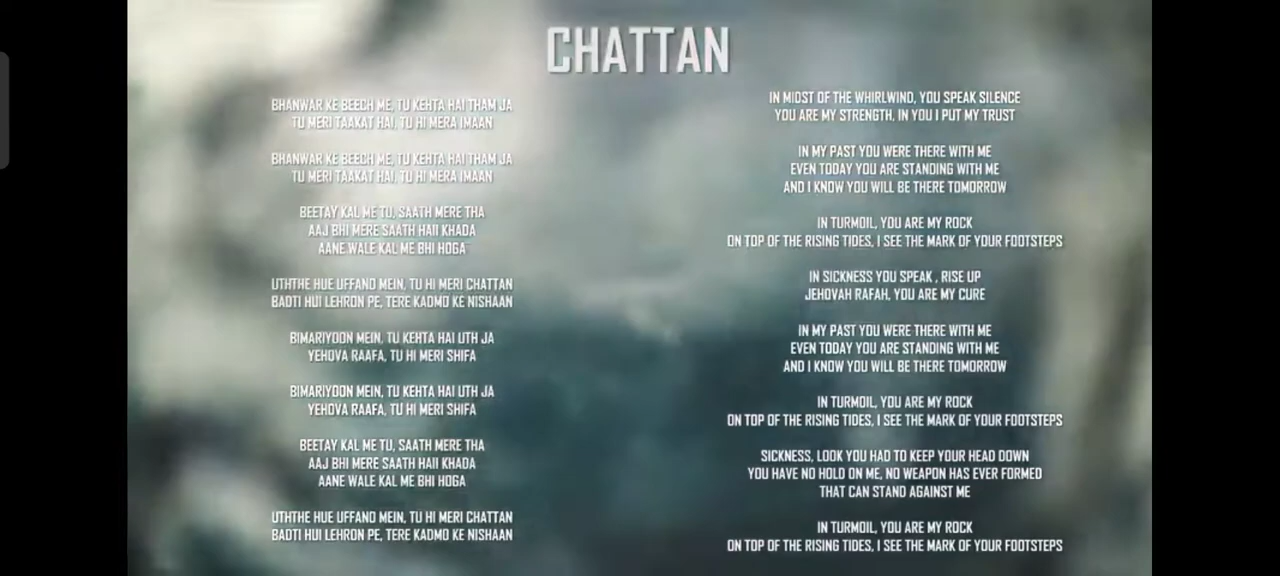 CHATTAN
BHANWAR KE BEECH ME, TU KEHTA HAI THAM JA
TU MERI TAAKAT HAI, TU HI MERA IMAAN
BHANWAR KE BEECH ME, TU KEHTA HAI THAM JA
TU MERI TAAKAT HAI, TU HI MERA IMAAN
BEETAY KAL ME TU, SAATH MERE THA
AAJ BHI MERE SAATH HAII KHADA
AANE WALE KAL ME BHI HOGA
UTHTHE HUE UFFANO MEIN, TU HI MERI CHATTAN
BADTI HUI LEHRON PE, TERE KADMO KE NISHAAN
BIMARIYOON MEIN, TU KEHTA HAI UTH JA
YEHOVA RAAFA, TU HI MERI SHIFA
BIMARIYOON MEIN, TU KEHTA HAI UTH JA
YEHOVA RAAFA, TU HI MERI SHIFA
BEETAY KAL ME TU, SAATH MERE THA
AAJ BHI MERE SAATH HAII KHADA
AANE WALE KAL ME BHI HOGA
UTHTHE HUE UFFANO MEIN, TU HI MERI CHATTAN
BADTI HUI LEHRON PE, TERE KADMO KE NISHAAN
IN MIDST OF THE WHIRLWIND, YOU SPEAK SILENCE
YOU ARE MY STRENGTH, IN YOU I PUT MY TRUST
IN MY PAST YOU WERE THERE WITH ME
EVEN TODAY YOU ARE STANDING WITH ME
AND I KNOW YOU WILL BE THERE TOMORROW
IN TURMOIL, YOU ARE MY ROCK
ON TOP OF THE RISING TIDES, I SEE THE MARK OF YOUR FOOTSTEPS
IN SICKNESS YOU SPEAK , RISE UP
JEHOVAH RAFAH, YOU ARE MY CURE
IN MY PAST YOU WERE THERE WITH ME
EVEN TODAY YOU ARE STANDING WITH ME
AND I KNOW YOU WILL BE THERE TOMORROW
IN TURMOIL, YOU ARE MY ROCK
ON TOP OF THE RISING TIDES, I SEE THE MARK OF YOUR FOOTSTEPS
SICKNESS, LOOK YOU HAD TO KEEP YOUR HEAD DOWN
YOU HAVE NO HOLD ON ME, NO WEAPON HAS EVER FORMED
THAT CAN STAND AGAINST ME
IN TURMOIL, YOU ARE MY ROCK
ON TOP OF THE RISING TIDES, I SEE THE MARK OF YOUR FOOTSTEPS